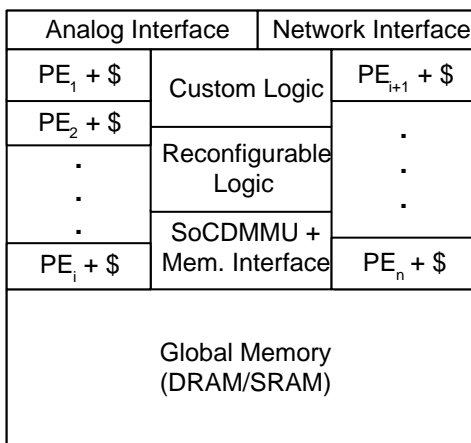 Analog Interface
Network Interface
PE₁ + $
PE₂ + $
.
.
.
PEᵢ + $
Custom Logic
Reconfigurable
Logic
SoCDMMU +
Mem. Interface
PEᵢ₊₁ + $
.
.
.
PEₙ + $
Global Memory
(DRAM/SRAM)